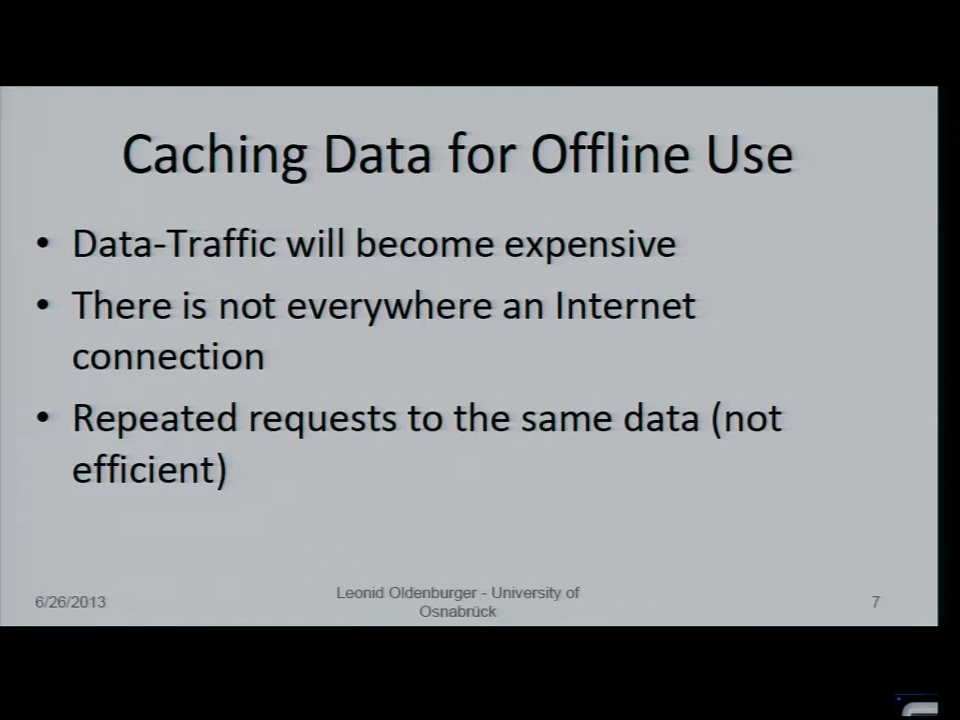 Caching Data for Offline Use
• Data-Traffic will become expensive
• There is not everywhere an Internet
connection
• Repeated requests to the same data (not
efficient)
6/26/2013
Leonid Oldenburger - University of
Osnabrück
7